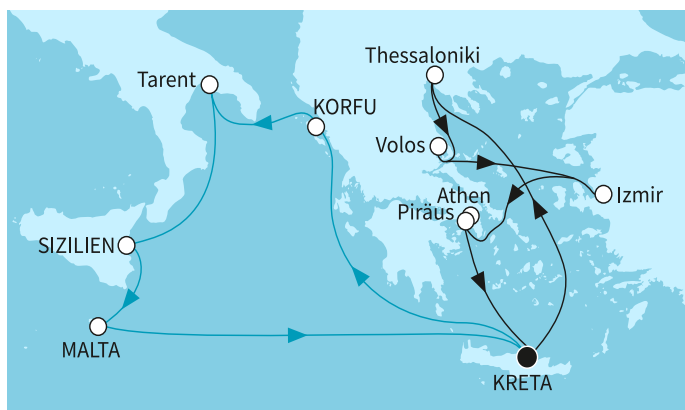 Thessaloniki
Tarent
KORFU
Volos
Athen
Izmir
Piräus
SIZILIEN
MALTA
KRETA